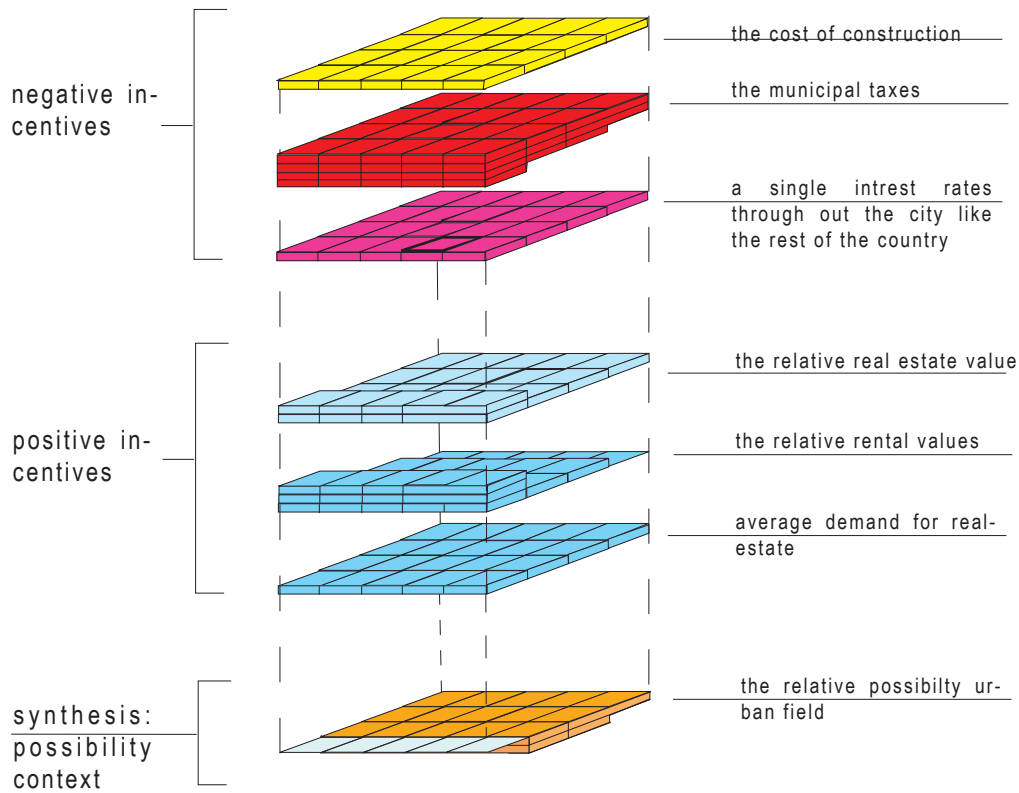 the cost of construction
negative in-
centives
the municipal taxes
a single intrest rates
through out the city like
the rest of the country
the relative real estate value
positive in-
centives
the relative rental values
average demand for real-
estate
synthesis:
possibility
context
the relative possibilty ur-
ban field